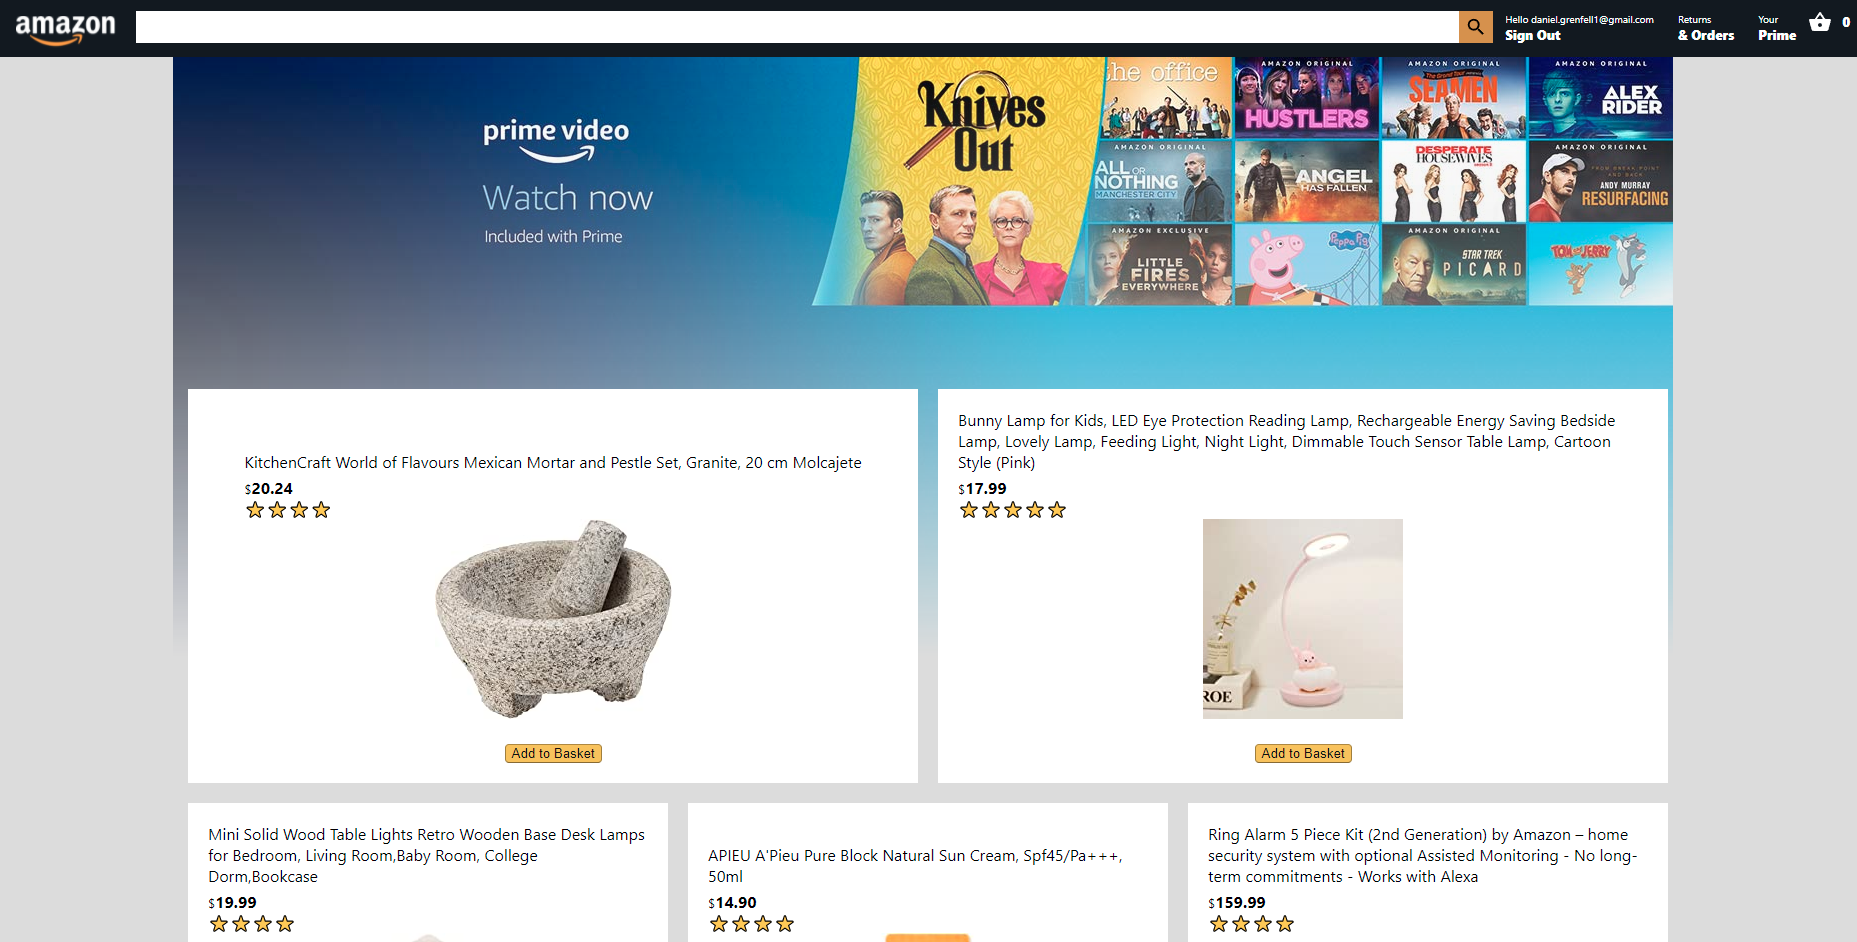 amazon
Hello daniel.grenfell1@gmail.com
Sign Out
Returns
& Orders
Your
Prime
0
prime video
Watch now
Included with Prime
Knives
Out
the office
AMAZON ORIGINAL
HUSTLERS
AMAZON ORIGINAL
The Grand Tour presents
SEAMEN
AMAZON ORIGINAL
ALEX
RIDER
AMAZON ORIGINAL
ALL OR
NOTHING
MANCHESTER CITY
ANGEL
HAS FALLEN
DESPERATE
HOUSEWIVES
AMAZON ORIGINAL
FROM BREAK POINT
AND BACK
ANDY MURRAY
RESURFACING
AMAZON EXCLUSIVE
LITTLE
FIRES
EVERYWHERE
Peppa Pig
AMAZON ORIGINAL
STAR TREK
PICARD
TOM and JERRY
KitchenCraft World of Flavours Mexican Mortar and Pestle Set, Granite, 20 cm Molcajete
$20.24
Add to Basket
Bunny Lamp for Kids, LED Eye Protection Reading Lamp, Rechargeable Energy Saving Bedside
Lamp, Lovely Lamp, Feeding Light, Night Light, Dimmable Touch Sensor Table Lamp, Cartoon
Style (Pink)
$17.99
ROE
Add to Basket
Mini Solid Wood Table Lights Retro Wooden Base Desk Lamps
for Bedroom, Living Room,Baby Room, College
Dorm,Bookcase
$19.99
APIEU A'Pieu Pure Block Natural Sun Cream, Spf45/Pa+++,
50ml
$14.90
Ring Alarm 5 Piece Kit (2nd Generation) by Amazon – home
security system with optional Assisted Monitoring - No long-
term commitments - Works with Alexa
$159.99